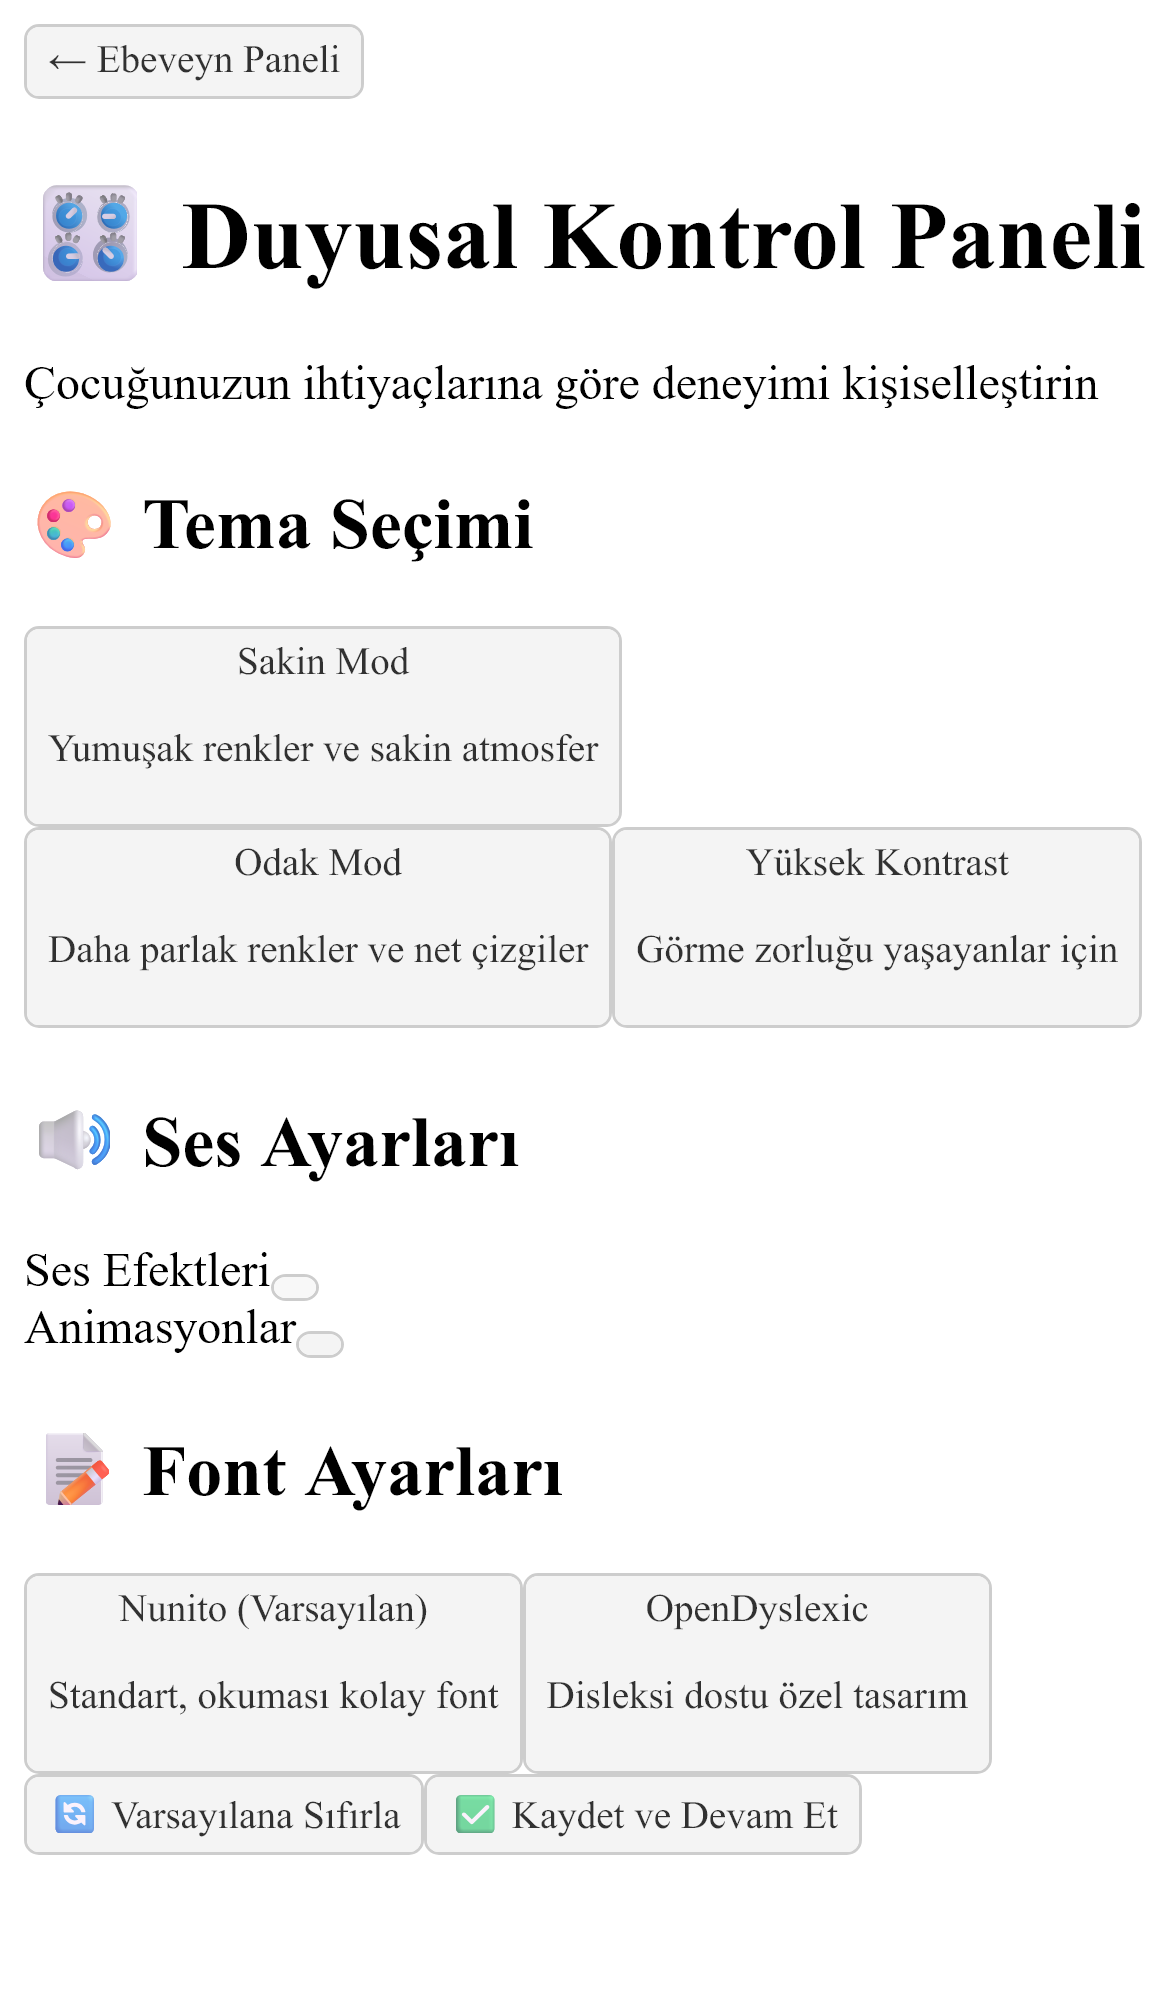 ← Ebeveyn Paneli
Duyusal Kontrol Paneli
Çocuğunuzun ihtiyaçlarına göre deneyimi kişiselleştirin
Tema Seçimi
Sakin Mod
Yumuşak renkler ve sakin atmosfer
Odak Mod
Daha parlak renkler ve net çizgiler
Yüksek Kontrast
Görme zorluğu yaşayanlar için
Ses Ayarları
Ses Efektleri
Animasyonlar
Font Ayarları
Nunito (Varsayılan)
Standart, okuması kolay font
OpenDyslexic
Disleksi dostu özel tasarım
Varsayılana Sıfırla
Kaydet ve Devam Et